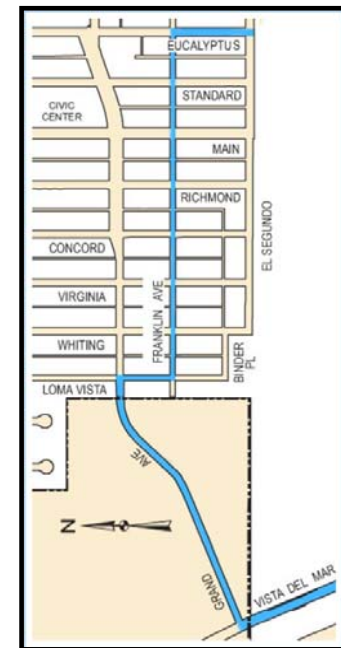 EUCALYPTUS
STANDARD
CIVIC
CENTER
MAIN
RICHMOND
EL SEGUNDO
CONCORD
FRANKLIN AVE
VIRGINIA
WHITING
BINDER
PL
LOMA VISTA
AVE
N
GRAND
VISTA DEL MAR